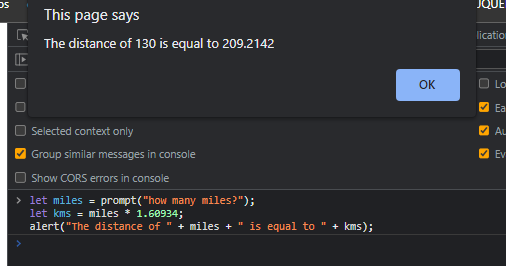 This page says
The distance of 130 is equal to 209.2142
OK
Lo
Ea
Selected context only
Au
Group similar messages in console
Ev
Show CORS errors in console
> let miles = prompt("how many miles?");
let kms = miles * 1.60934;
alert("The distance of " + miles + " is equal to " + kms);
>